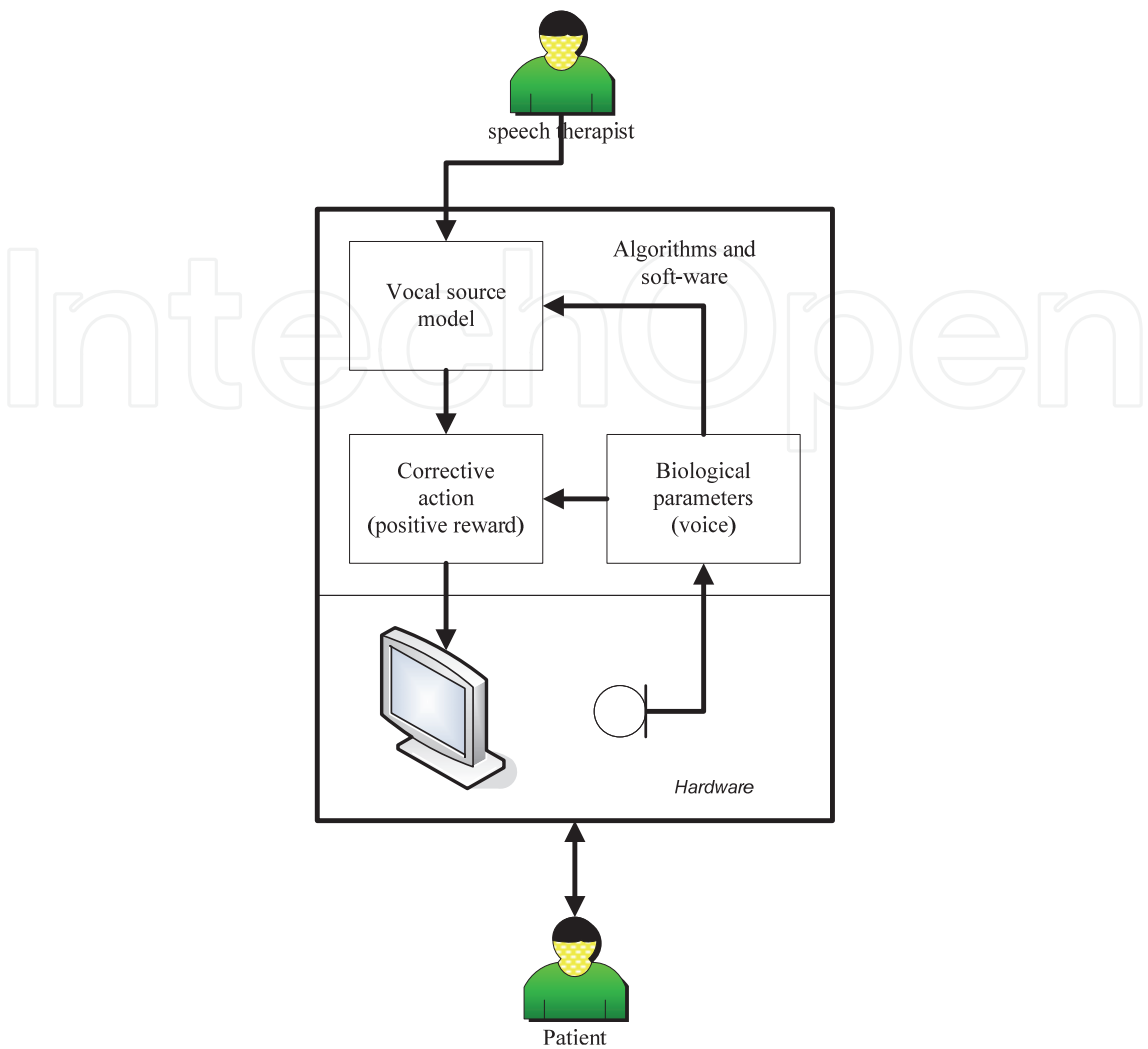 speech therapist
Algorithms and
soft-ware
Vocal source
model
Corrective
action
(positive reward)
Biological
parameters
(voice)
Hardware
Patient
IntechOpen